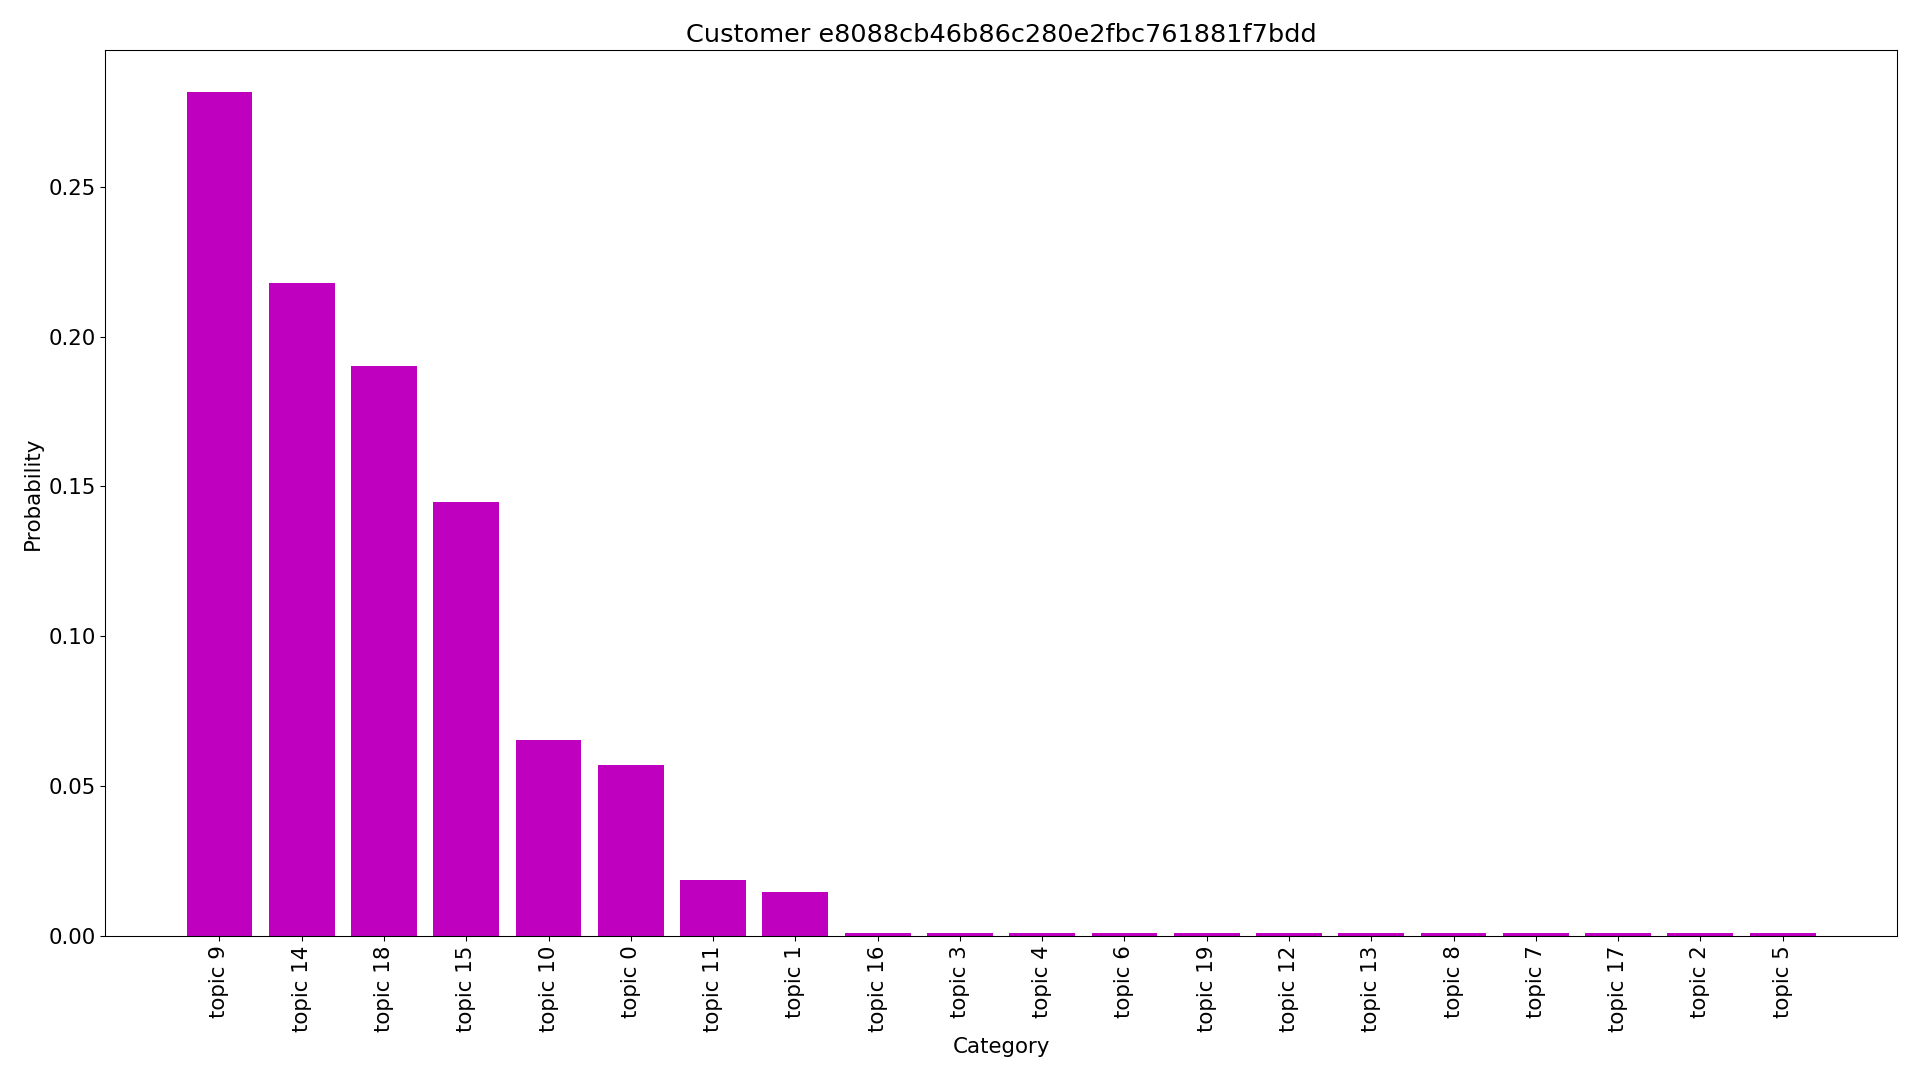 Customer e8088cb46b86c280e2fbc761881f7bdd
Probability
0.25
0.20
0.15
0.10
0.05
0.00
topic 9
topic 14
topic 18
topic 15
topic 10
topic 0
topic 11
topic 1
topic 16
topic 3
topic 4
topic 6
topic 19
topic 12
topic 13
topic 8
topic 7
topic 17
topic 2
topic 5
Category